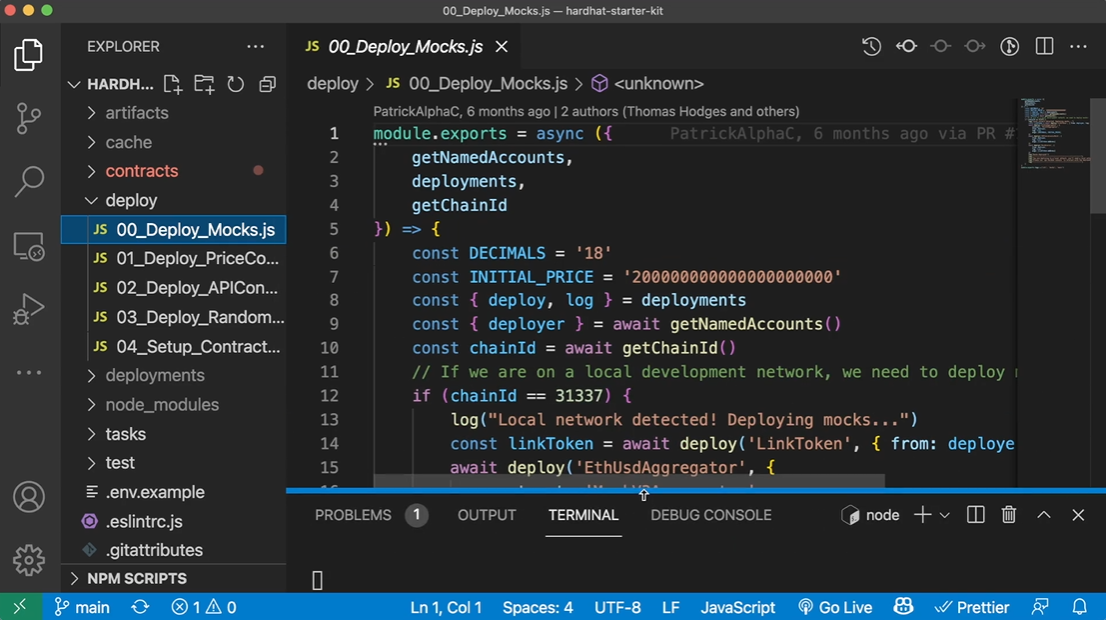 00_Deploy_Mocks.js — hardhat-starter-kit
EXPLORER
HARDH...
artifacts
cache
contracts
deploy
JS 00_Deploy_Mocks.js
JS 01_Deploy_PriceCo...
JS 02_Deploy_APICon...
JS 03_Deploy_Random...
JS 04_Setup_Contract...
deployments
node_modules
tasks
test
.env.example
.eslintrc.js
.gitattributes
NPM SCRIPTS
JS 00_Deploy_Mocks.js
deploy > JS 00_Deploy_Mocks.js > <unknown>
PatrickAlphaC, 6 months ago | 2 authors (Thomas Hodges and others)
1 module.exports = async ({ PatrickAlphaC, 6 months ago via PR #
2 getNamedAccounts,
3 deployments,
4 getChainId
5 }) => {
6 const DECIMALS = '18'
7 const INITIAL_PRICE = '200000000000000000000'
8 const { deploy, log } = deployments
9 const { deployer } = await getNamedAccounts()
10 const chainId = await getChainId()
11 // If we are on a local development network, we need to deploy
12 if (chainId == 31337) {
13 log("Local network detected! Deploying mocks...")
14 const linkToken = await deploy('LinkToken', { from: deploye
15 await deploy('EthUsdAggregator', {
PROBLEMS 1 OUTPUT TERMINAL DEBUG CONSOLE node
main 1 0 Ln 1, Col 1 Spaces: 4 UTF-8 LF JavaScript Go Live Prettier